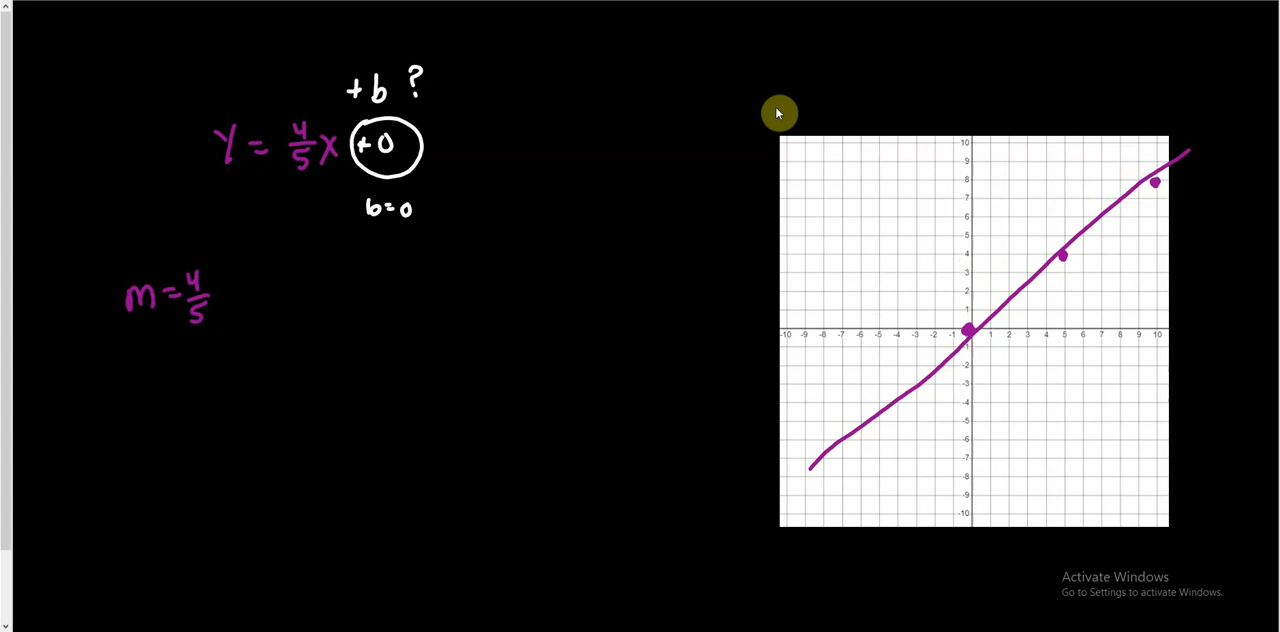 + b ?
y = 4/5 x + 0
b = 0
m = 4/5
10
9
8
7
6
5
4
3
2
1
-10 -9 -8 -7 -6 -5 -4 -3 -2 -1 1 2 3 4 5 6 7 8 9 10
-1
-2
-3
-4
-5
-6
-7
-8
-9
-10
Activate Windows
Go to Settings to activate Windows.